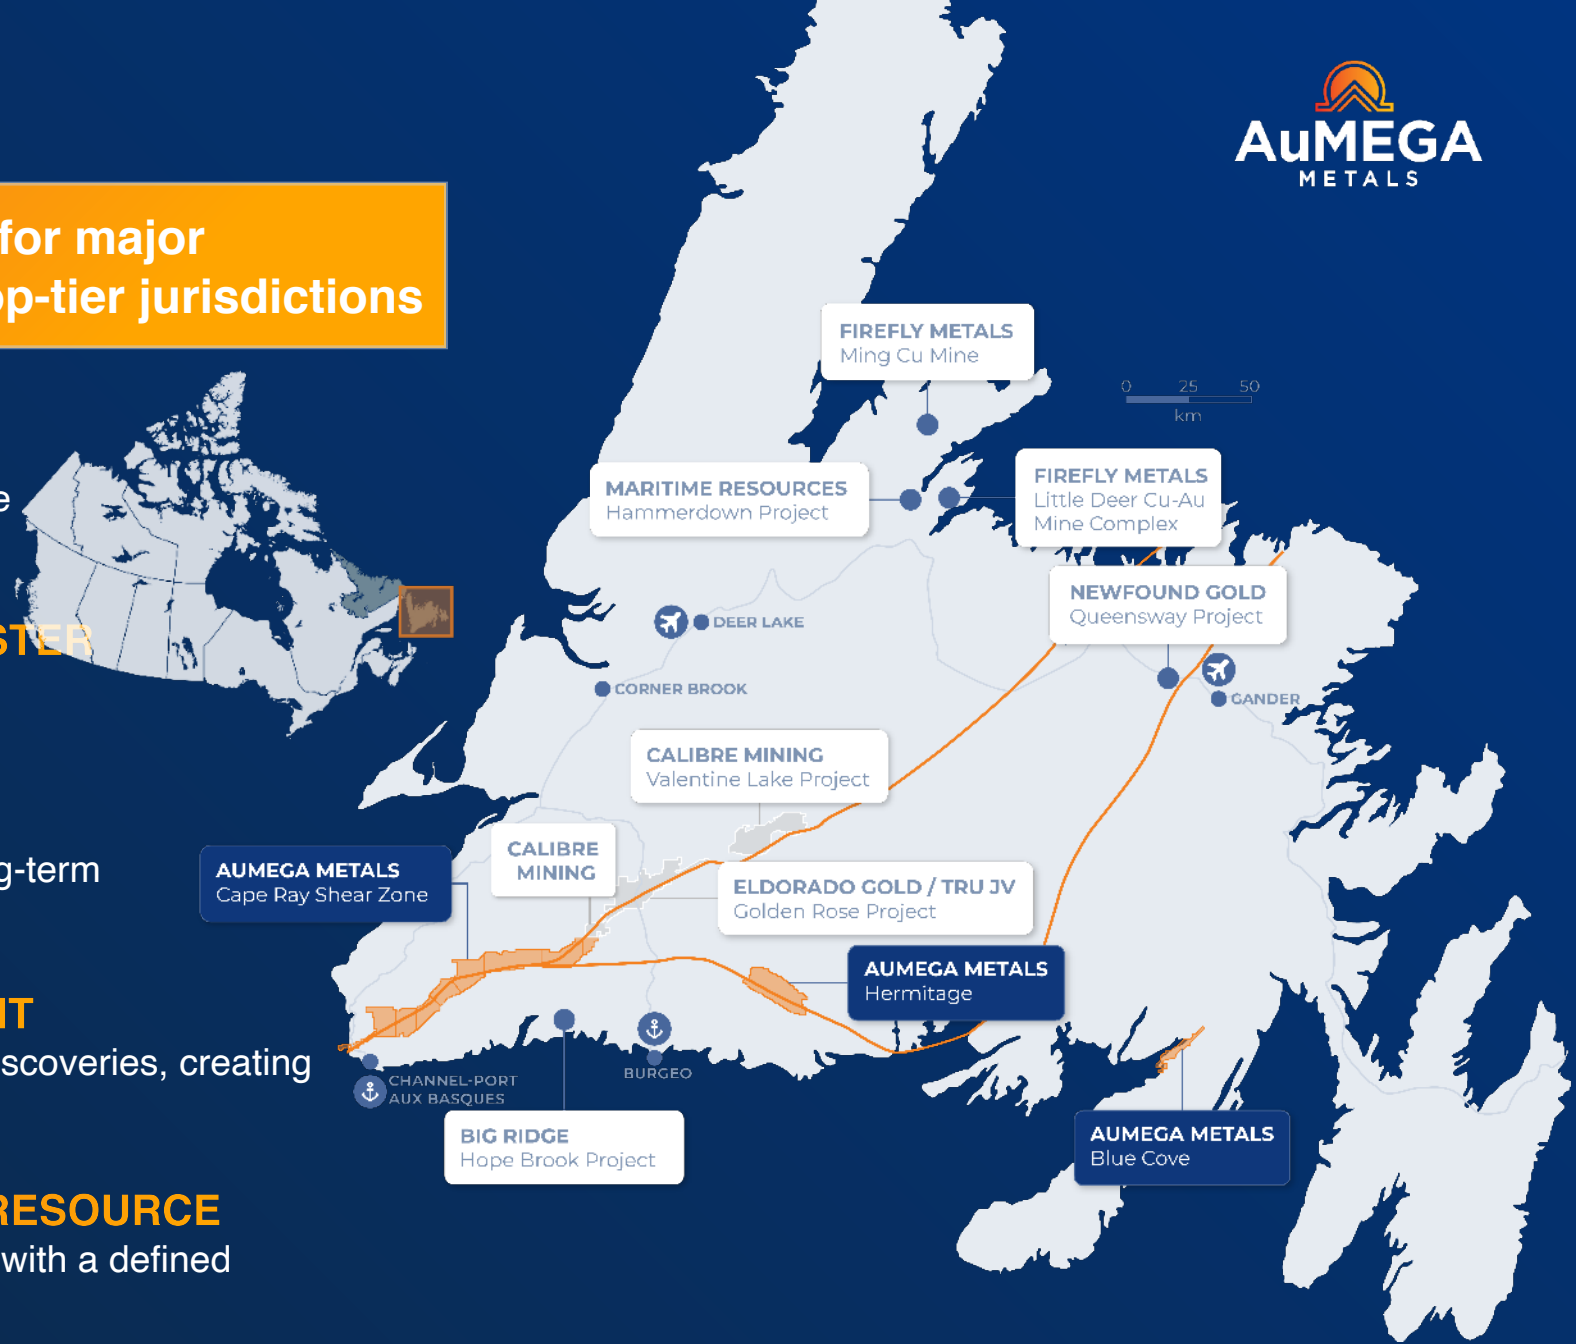 AuMEGA
METALS
for major
op-tier jurisdictions
e
STER
g-term
IT
scoveries, creating
RESOURCE
with a defined
FIREFLY METALS
Ming Cu Mine
0 25 50
km
MARITIME RESOURCES
Hammerdown Project
FIREFLY METALS
Little Deer Cu-Au
Mine Complex
NEWFOUND GOLD
Queensway Project
DEER LAKE
CORNER BROOK
GANDER
CALIBRE MINING
Valentine Lake Project
CALIBRE
MINING
AUMEGA METALS
Cape Ray Shear Zone
ELDORADO GOLD / TRU JV
Golden Rose Project
AUMEGA METALS
Hermitage
CHANNEL-PORT
AUX BASQUES
BURGEO
BIG RIDGE
Hope Brook Project
AUMEGA METALS
Blue Cove